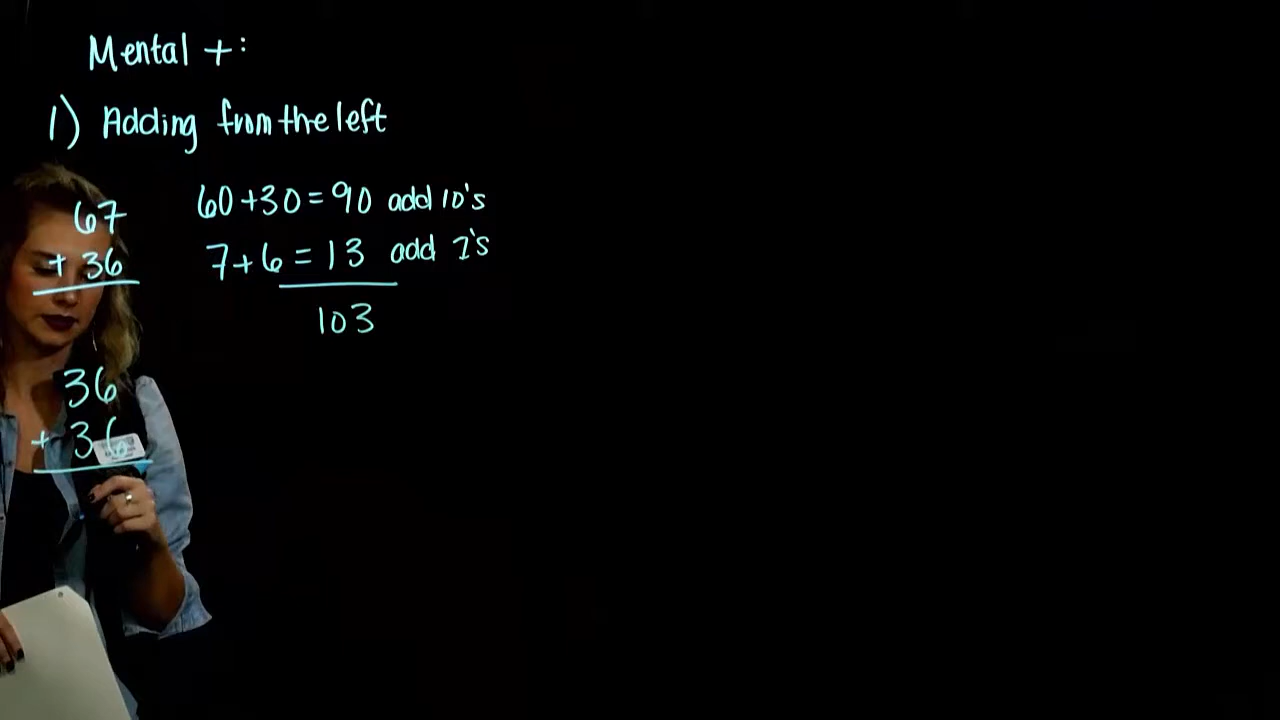 Mental +:
1) Adding from the left
67
+ 36
60+30=90 add 10's
7+6=13 add 1's
103
36
+ 36